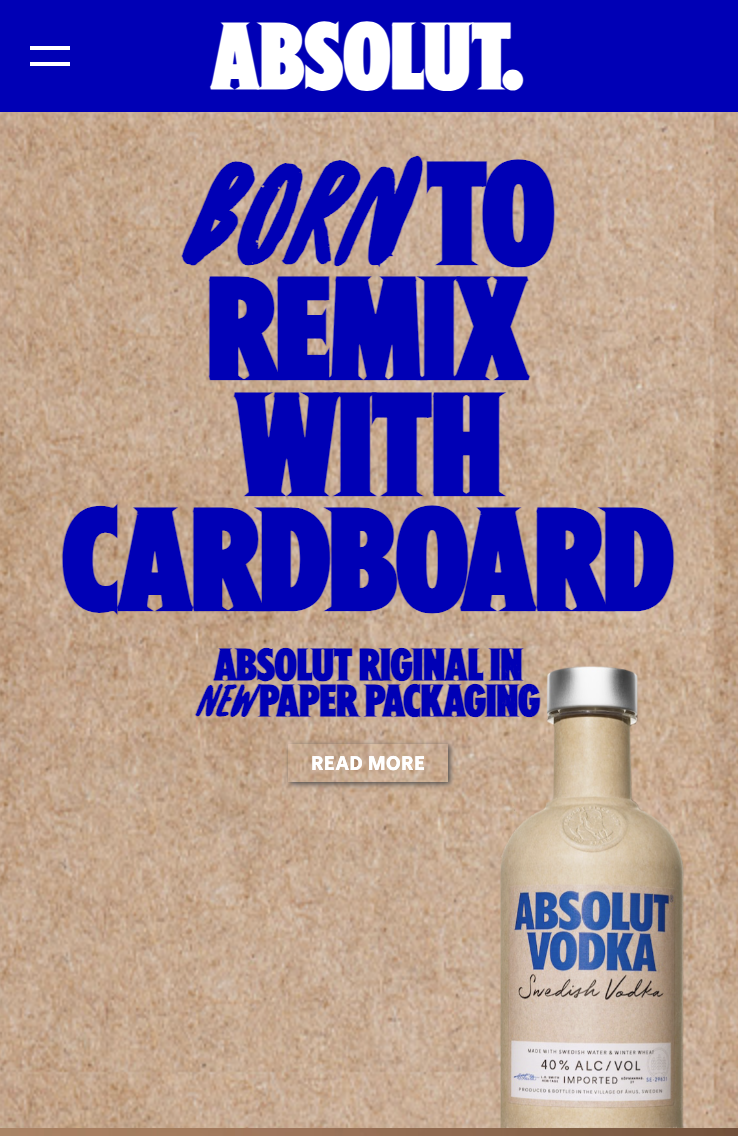 ABSOLUT.
BORN TO
REMIX
WITH
CARDBOARD
ABSOLUT RIGINAL IN
NEW PAPER PACKAGING
READ MORE
ABSOLUT
VODKA
Swedish Vodka
MADE WITH SWEDISH WATER & WINTER WHEAT
40% ALC/VOL
IMPORTED
PRODUCED & BOTTLED IN THE VILLAGE OF ÅHUS, SWEDEN